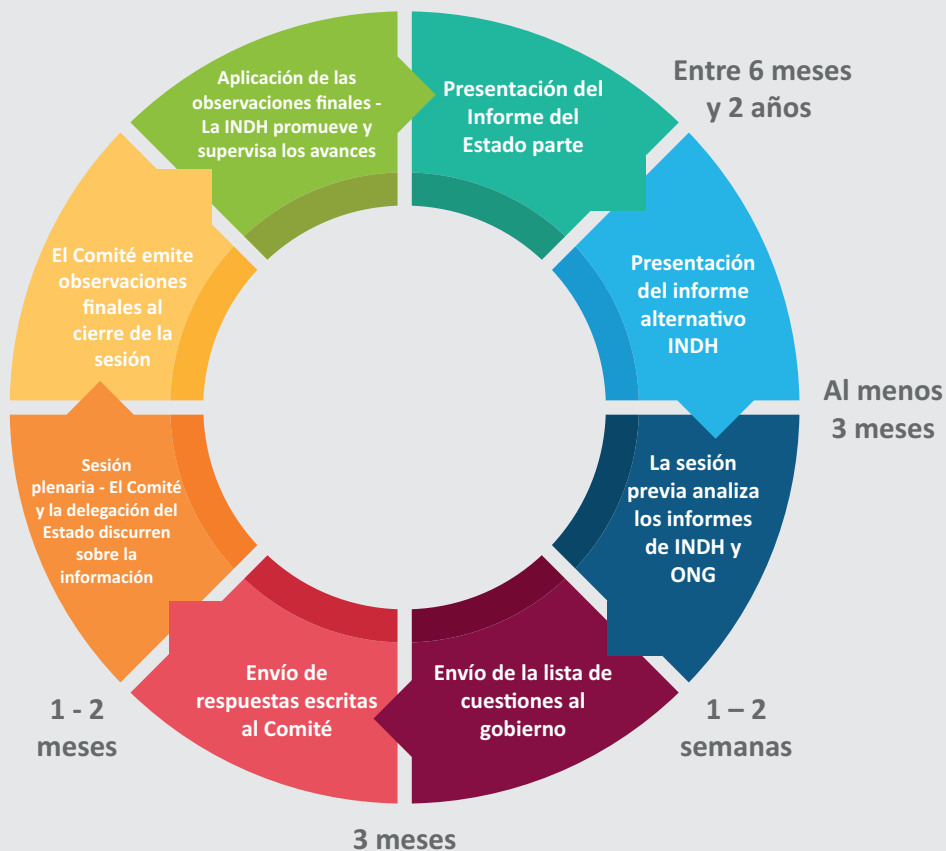 Presentación del
Informe del
Estado parte
Entre 6 meses
y 2 años
Presentación
del informe
alternativo
INDH
Al menos
3 meses
La sesión
previa analiza
los informes
de INDH y
ONG
1 – 2
semanas
Envío de la lista de
cuestiones al
gobierno
3 meses
Envío de
respuestas escritas
al Comité
1 - 2
meses
Sesión
plenaria - El Comité
y la delegación del
Estado discurren
sobre la
información
El Comité emite
observaciones
finales al
cierre de la
sesión
Aplicación de las
observaciones finales -
La INDH promueve y
supervisa los avances